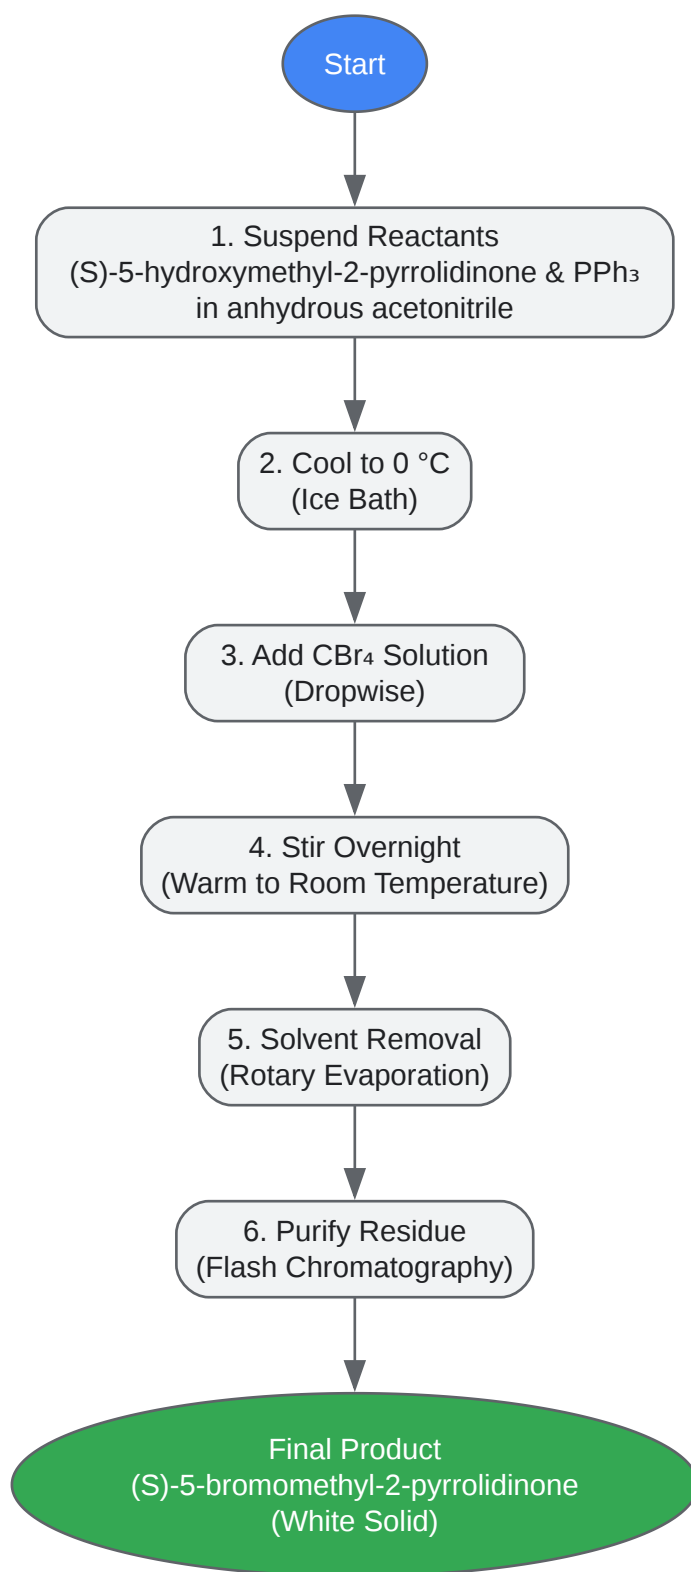 Start
1. Suspend Reactants
(S)-5-hydroxymethyl-2-pyrrolidinone & PPh₃
in anhydrous acetonitrile
2. Cool to 0 °C
(Ice Bath)
3. Add CBr₄ Solution
(Dropwise)
4. Stir Overnight
(Warm to Room Temperature)
5. Solvent Removal
(Rotary Evaporation)
6. Purify Residue
(Flash Chromatography)
Final Product
(S)-5-bromomethyl-2-pyrrolidinone
(White Solid)